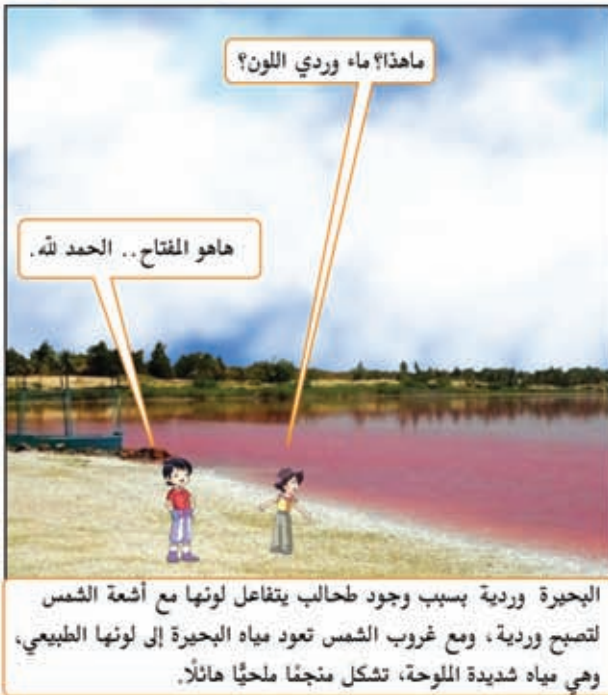 ماهذا؟ ماء وردي اللون؟
هاهو المفتاح.. الحمد لله.
البحيرة وردية بسبب وجود طحالب يتفاعل لونها مع أشعة الشمس
لتصبح وردية، ومع غروب الشمس تعود مياه البحيرة إلى لونها الطبيعي،
وهي مياه شديدة الملوحة، تشكل منجمًا ملحيًّا هائلًا.